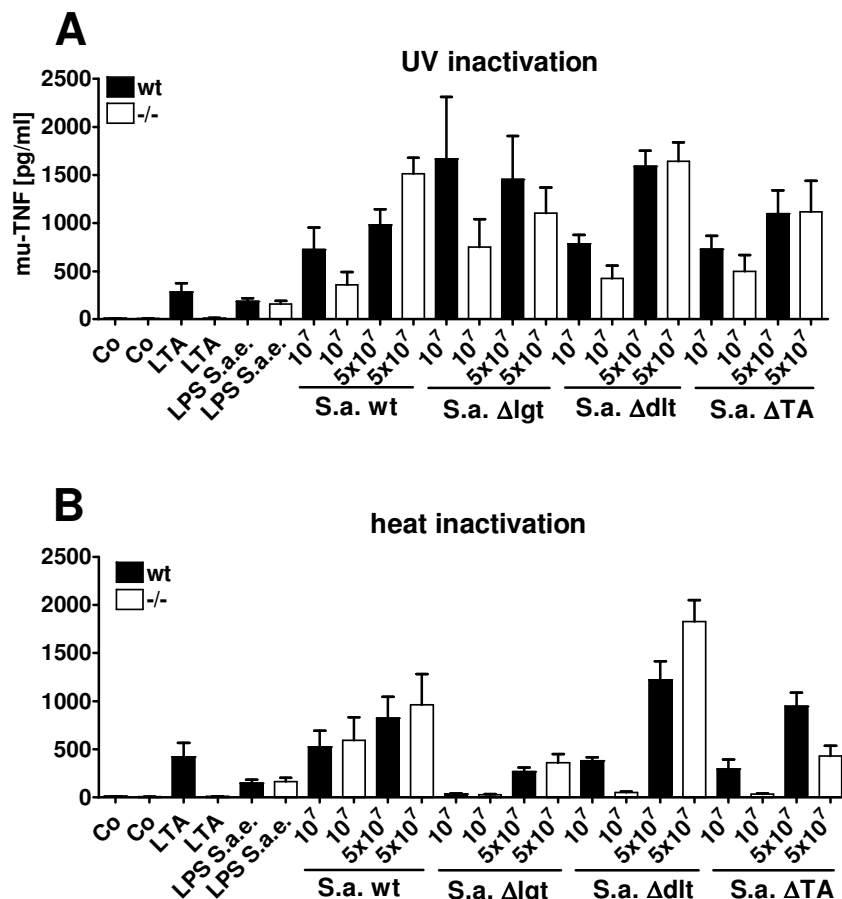 A
UV inactivation
mu-TNF [pg/ml]
2500
2000
1500
1000
500
0
wt
-/-
Co
Co
LTA
LTA
LPS S.a.e.
LPS S.a.e.
10⁷
10⁷
5x10⁷
5x10⁷
10⁷
10⁷
5x10⁷
5x10⁷
10⁷
10⁷
5x10⁷
5x10⁷
10⁷
10⁷
5x10⁷
5x10⁷
S.a. wt
S.a. Δlgt
S.a. Δdlt
S.a. ΔTA
B
heat inactivation
2500
2000
1500
1000
500
0
wt
-/-
Co
Co
LTA
LTA
LPS S.a.e.
LPS S.a.e.
10⁷
10⁷
5x10⁷
5x10⁷
10⁷
10⁷
5x10⁷
5x10⁷
10⁷
10⁷
5x10⁷
5x10⁷
10⁷
10⁷
5x10⁷
5x10⁷
S.a. wt
S.a. Δlgt
S.a. Δdlt
S.a. ΔTA